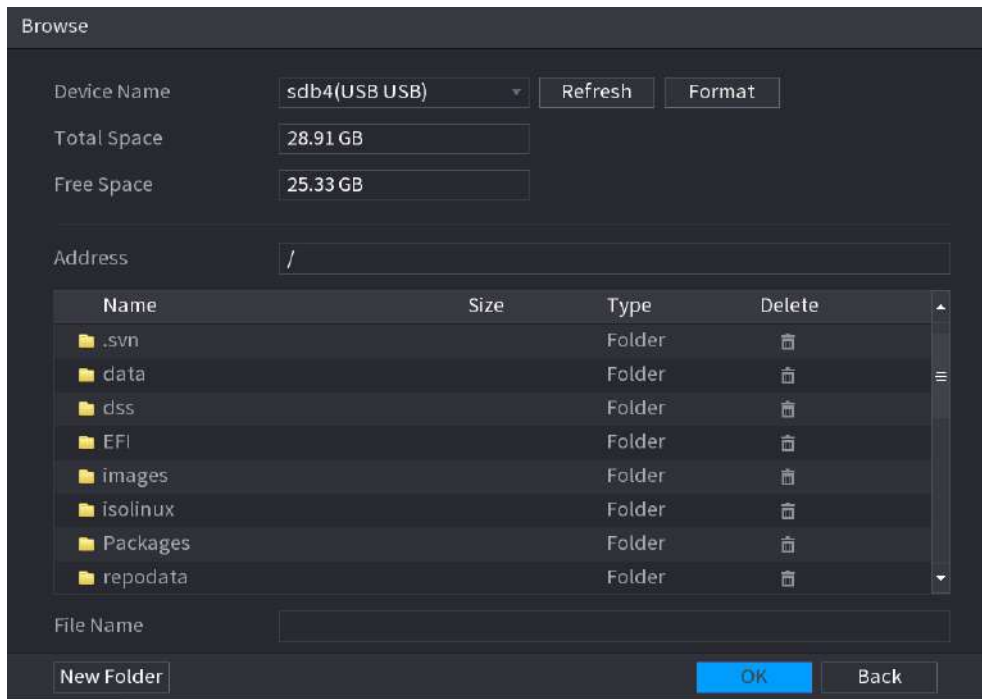 Browse
Device Name sdb4(USB USB) Refresh Format
Total Space 28.91 GB
Free Space 25.33 GB
Address /
Name Size Type Delete
.svn Folder
data Folder
dss Folder
EFI Folder
images Folder
isolinux Folder
Packages Folder
repodata Folder
File Name
New Folder OK Back